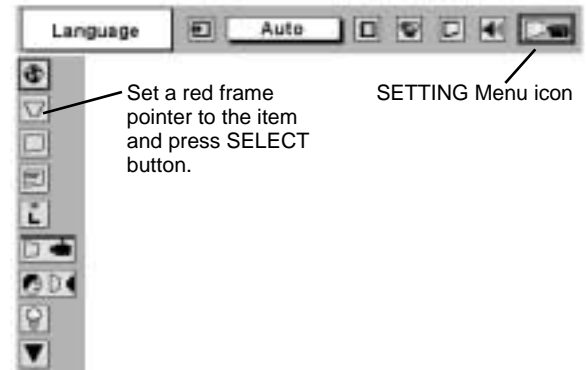 Language
Auto
Set a red frame
pointer to the item
and press SELECT
button.
SETTING Menu icon